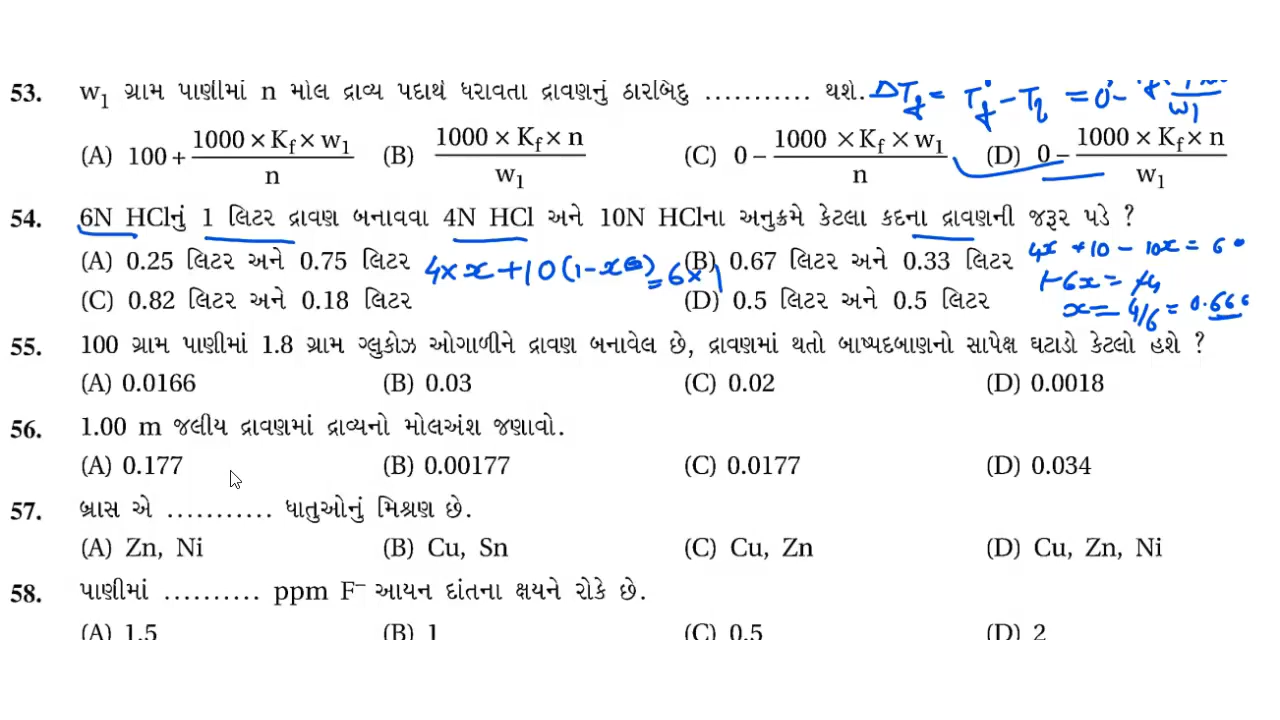 53. w₁ ગ્રામ પાણીમાં n મોલ દ્રાવ્ય પદાર્થ ધરાવતા દ્રાવણનું ઠારબિંદુ ........... થશે. ΔT_f = T°_f − T_f = 0° −
(A) 100 + (1000 × K_f × w₁)/n (B) (1000 × K_f × n)/w₁ (C) 0 − (1000 × K_f × w₁)/n (D) 0 − (1000 × K_f × n)/w₁
54. 6N HClનું 1 લિટર દ્રાવણ બનાવવા 4N HCl અને 10N HClના અનુક્રમે કેટલા કદના દ્રાવણની જરૂર પડે ?
(A) 0.25 લિટર અને 0.75 લિટર (B) 0.67 લિટર અને 0.33 લિટર 4x + 10 − 10x = 6
4 × x + 10 (1 − x) = 6 × 1
(C) 0.82 લિટર અને 0.18 લિટર (D) 0.5 લિટર અને 0.5 લિટર
x = 4/6 = 0.666
55. 100 ગ્રામ પાણીમાં 1.8 ગ્રામ ગ્લુકોઝ ઓગાળીને દ્રાવણ બનાવેલ છે, દ્રાવણમાં થતો બાષ્પદબાણનો સાપેક્ષ ઘટાડો કેટલો હશે ?
(A) 0.0166 (B) 0.03 (C) 0.02 (D) 0.0018
56. 1.00 m જલીય દ્રાવણમાં દ્રાવ્યનો મોલઅંશ જણાવો.
(A) 0.177 (B) 0.00177 (C) 0.0177 (D) 0.034
57. બ્રાસ એ ........... ધાતુઓનું મિશ્રણ છે.
(A) Zn, Ni (B) Cu, Sn (C) Cu, Zn (D) Cu, Zn, Ni
58. પાણીમાં .......... ppm F⁻ આયન દાંતના ક્ષયને રોકે છે.
(A) 1.5 (B) 1 (C) 0.5 (D) 2